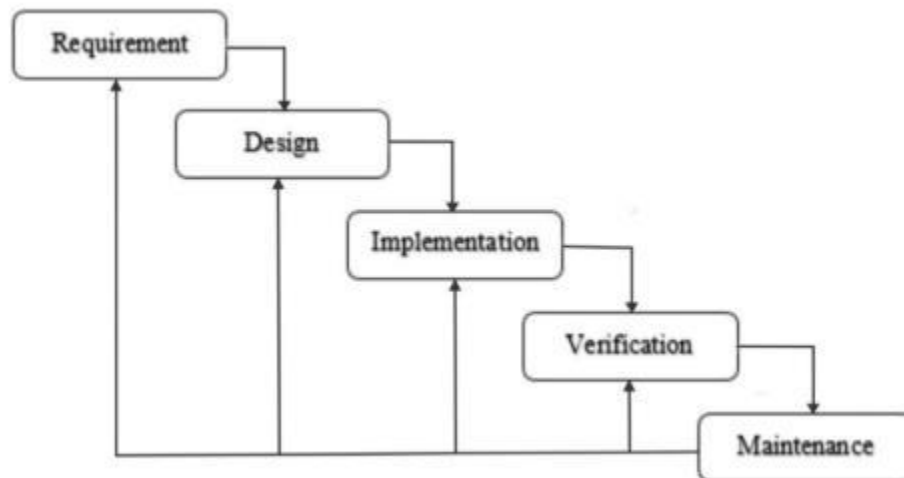 Requirement
Design
Implementation
Verification
Maintenance